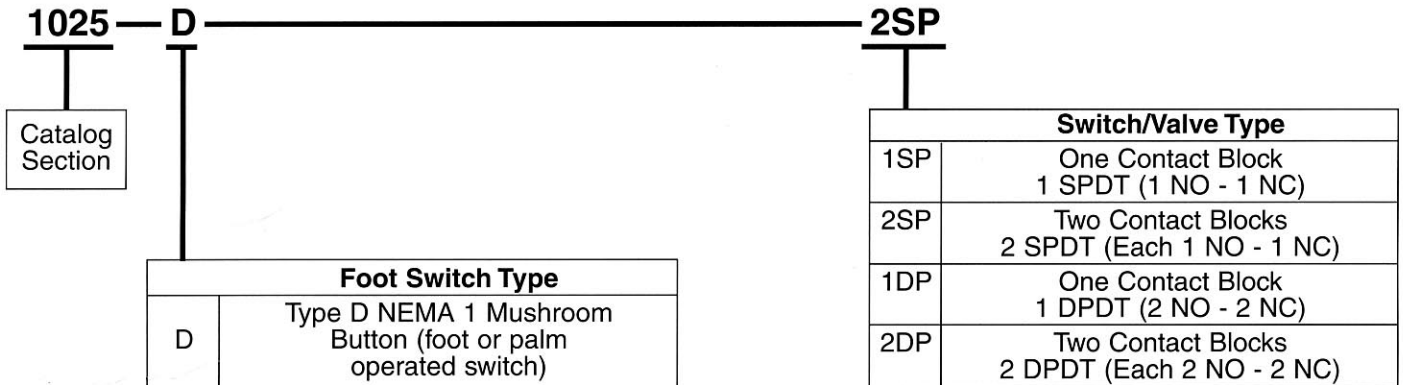 1025 — D — 2SP
Catalog
Section
Foot Switch Type
D
Type D NEMA 1 Mushroom
Button (foot or palm
operated switch)
Switch/Valve Type
1SP
One Contact Block
1 SPDT (1 NO - 1 NC)
2SP
Two Contact Blocks
2 SPDT (Each 1 NO - 1 NC)
1DP
One Contact Block
1 DPDT (2 NO - 2 NC)
2DP
Two Contact Blocks
2 DPDT (Each 2 NO - 2 NC)